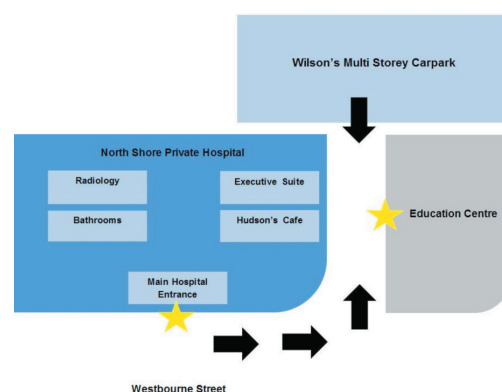 Wilson's Multi Storey Carpark
North Shore Private Hospital
Radiology
Executive Suite
Bathrooms
Hudson's Cafe
Education Centre
Main Hospital
Entrance
Westbourne Street